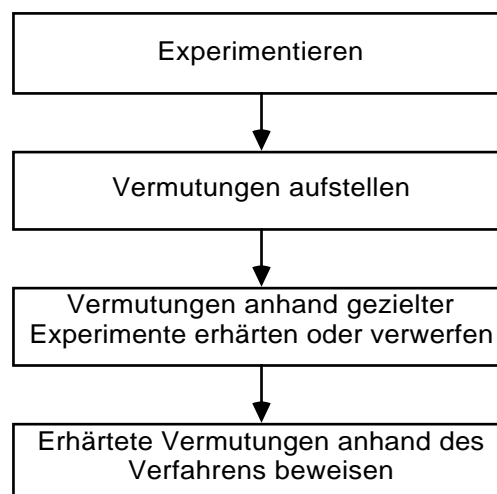 Experimentieren
Vermutungen aufstellen
Vermutungen anhand gezielter
Experimente erhärten oder verwerfen
Erhärtete Vermutungen anhand des
Verfahrens beweisen